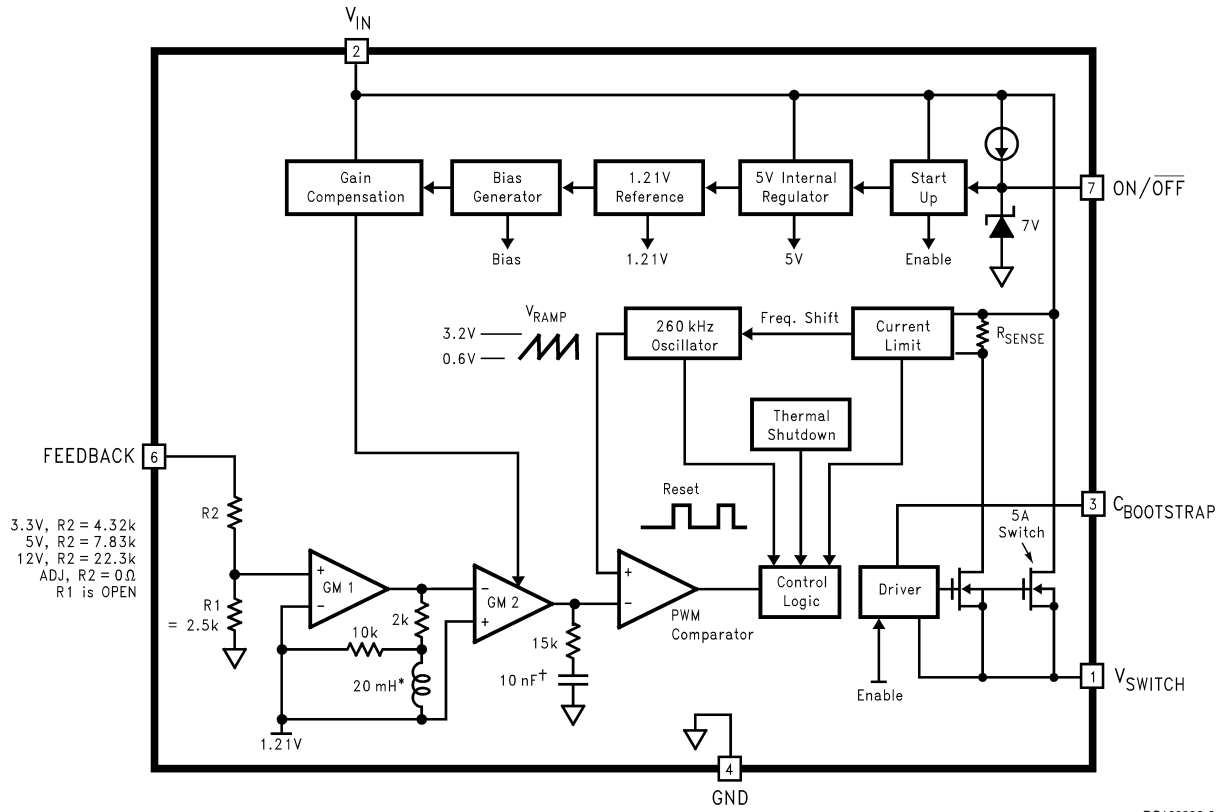 V_IN
2
Gain
Compensation
Bias
Generator
1.21V
Reference
5V Internal
Regulator
Start
Up
7
ON/O̅F̅F̅
7V
Bias
1.21V
5V
Enable
V_RAMP
3.2V
0.6V
260 kHz
Oscillator
Freq. Shift
Current
Limit
R_SENSE
Thermal
Shutdown
FEEDBACK
6
R2
3.3V, R2 = 4.32k
5V, R2 = 7.83k
12V, R2 = 22.3k
ADJ, R2 = 0Ω
R1 is OPEN
R1
= 2.5k
Reset
3
C_BOOTSTRAP
5A
Switch
+
GM 1
−
−
GM 2
+
+
−
PWM
Comparator
Control
Logic
Driver
2k
10k
20 mH*
15k
10 nF†
Enable
1
V_SWITCH
1.21V
4
GND